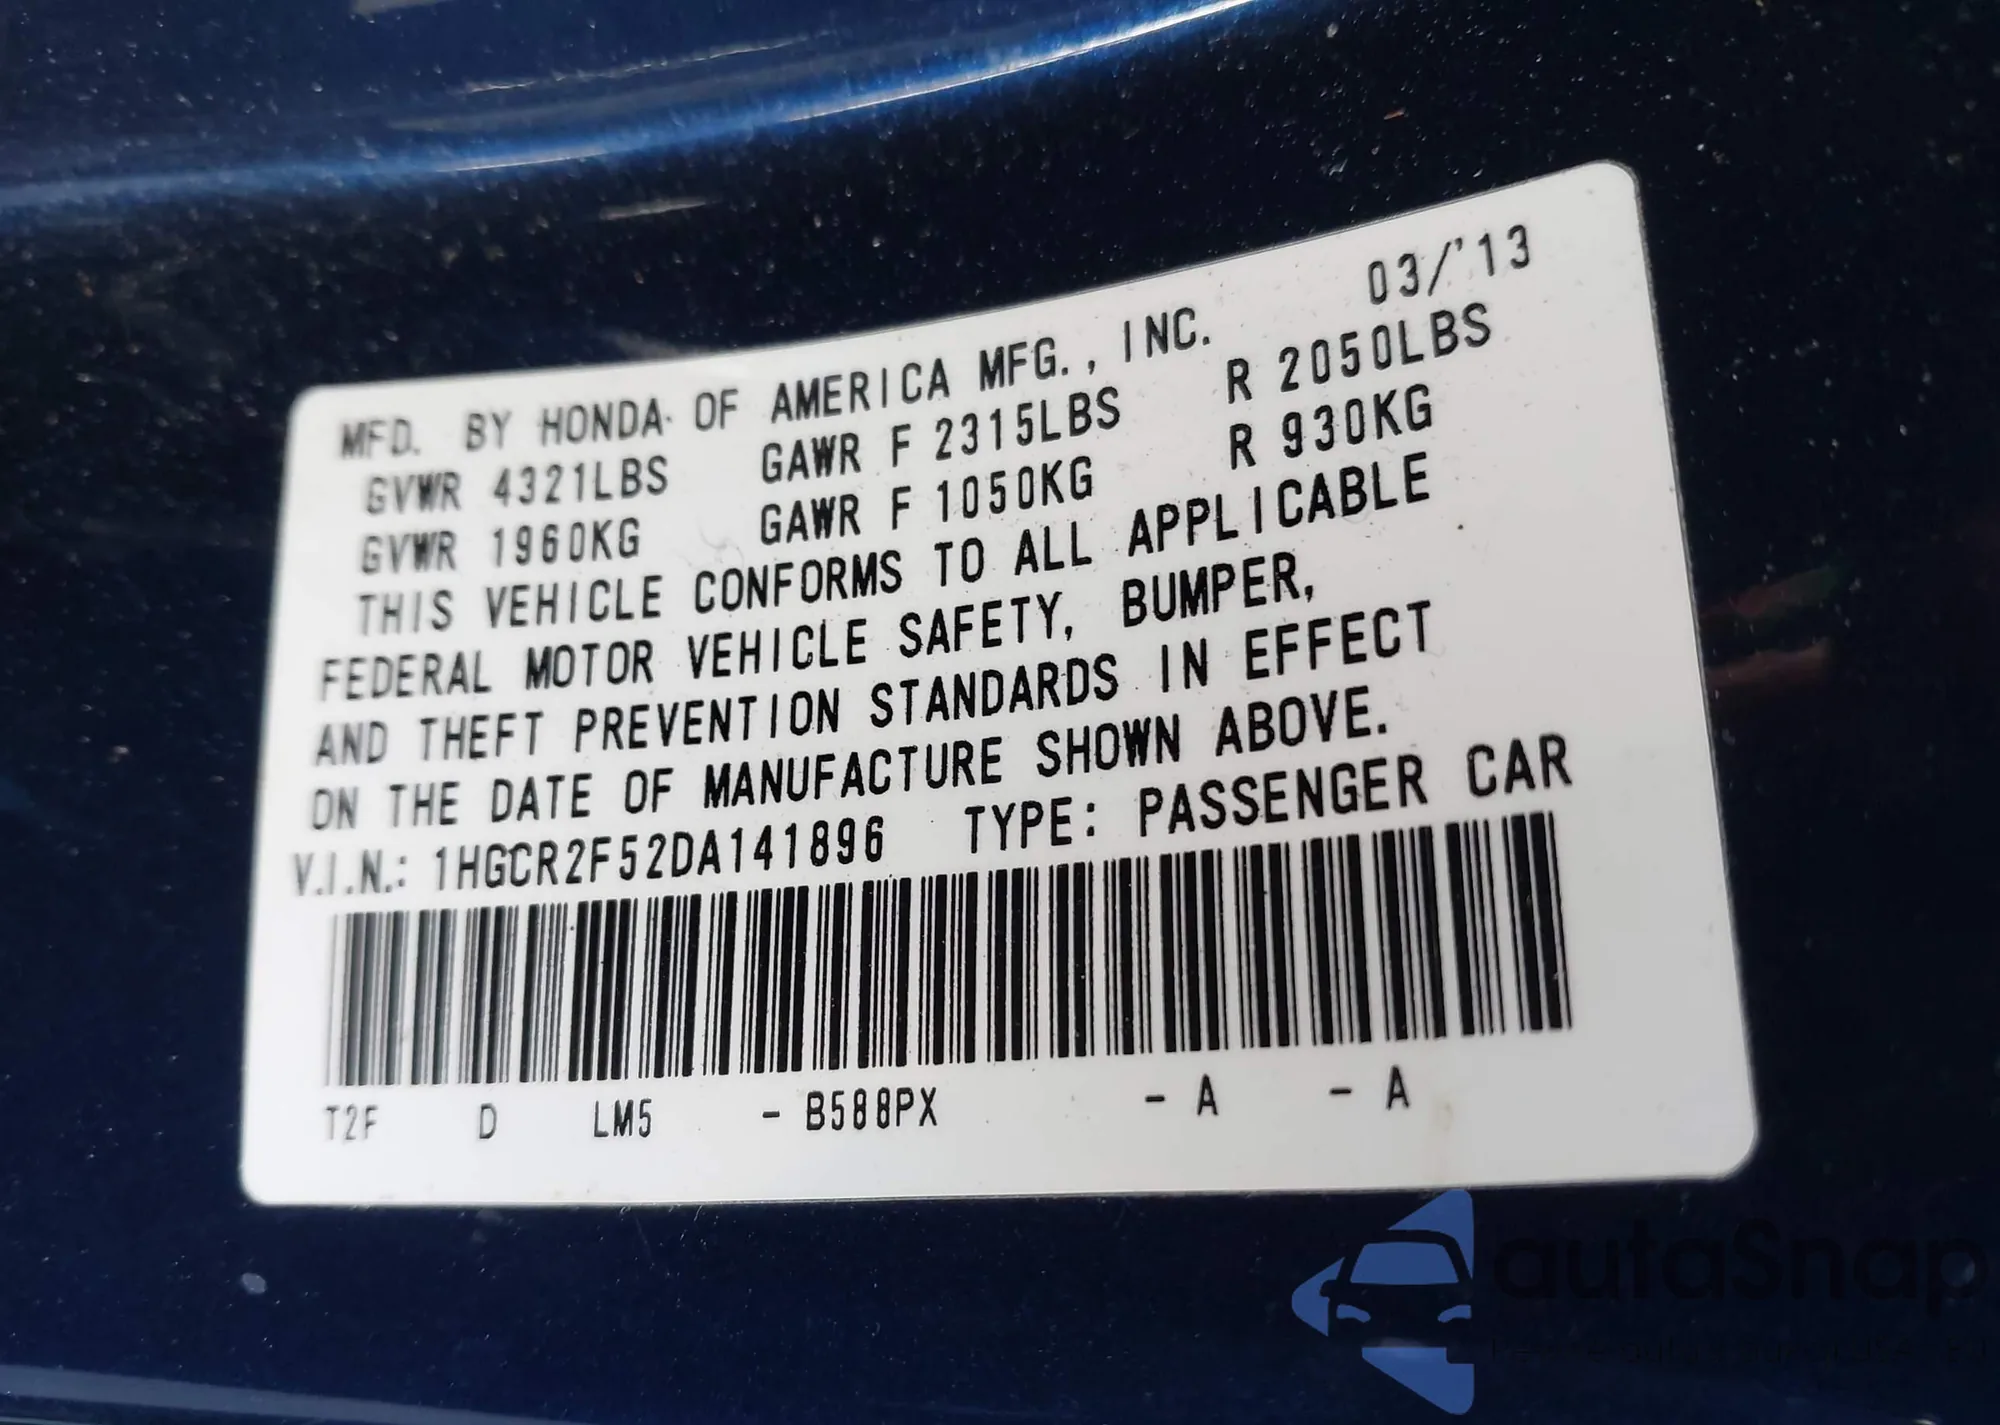 03/'13
MFD. BY HONDA OF AMERICA MFG., INC.
GVWR 4321LBS GAWR F 2315LBS R 2050LBS
GVWR 1960KG GAWR F 1050KG R 930KG
THIS VEHICLE CONFORMS TO ALL APPLICABLE
FEDERAL MOTOR VEHICLE SAFETY, BUMPER,
AND THEFT PREVENTION STANDARDS IN EFFECT
ON THE DATE OF MANUFACTURE SHOWN ABOVE.
V.I.N.: 1HGCR2F52DA141896 TYPE: PASSENGER CAR
T2F D LM5 - B588PX - A - A
autaSnap